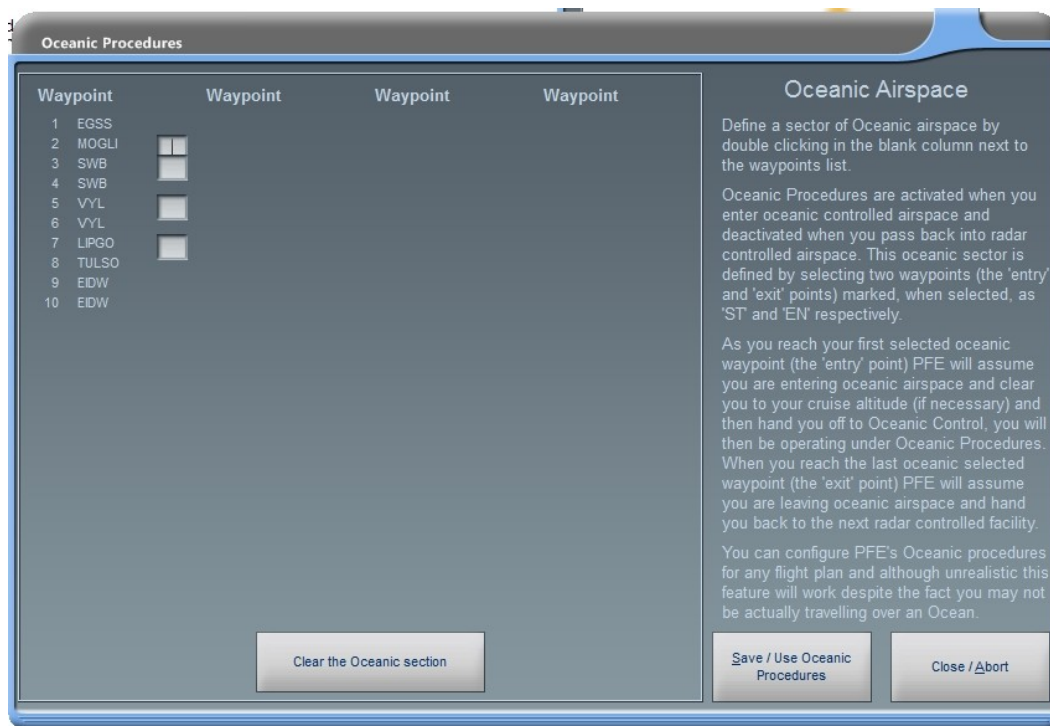 Oceanic Procedures
Waypoint Waypoint Waypoint Waypoint
1 EGSS
2 MOGLI
3 SWB
4 SWB
5 VYL
6 VYL
7 LIPGO
8 TULSO
9 EIDW
10 EIDW
Clear the Oceanic section
Oceanic Airspace
Define a sector of Oceanic airspace by
double clicking in the blank column next to
the waypoints list.
Oceanic Procedures are activated when you
enter oceanic controlled airspace and
deactivated when you pass back into radar
controlled airspace. This oceanic sector is
defined by selecting two waypoints (the 'entry'
and 'exit' points) marked, when selected, as
'ST' and 'EN' respectively.
As you reach your first selected oceanic
waypoint (the 'entry' point) PFE will assume
you are entering oceanic airspace and clear
you to your cruise altitude (if necessary) and
then hand you off to Oceanic Control, you will
then be operating under Oceanic Procedures.
When you reach the last oceanic selected
waypoint (the 'exit' point) PFE will assume
you are leaving oceanic airspace and hand
you back to the next radar controlled facility.
You can configure PFE's Oceanic procedures
for any flight plan and although unrealistic this
feature will work despite the fact you may not
be actually travelling over an Ocean.
Save / Use Oceanic
Procedures
Close / Abort